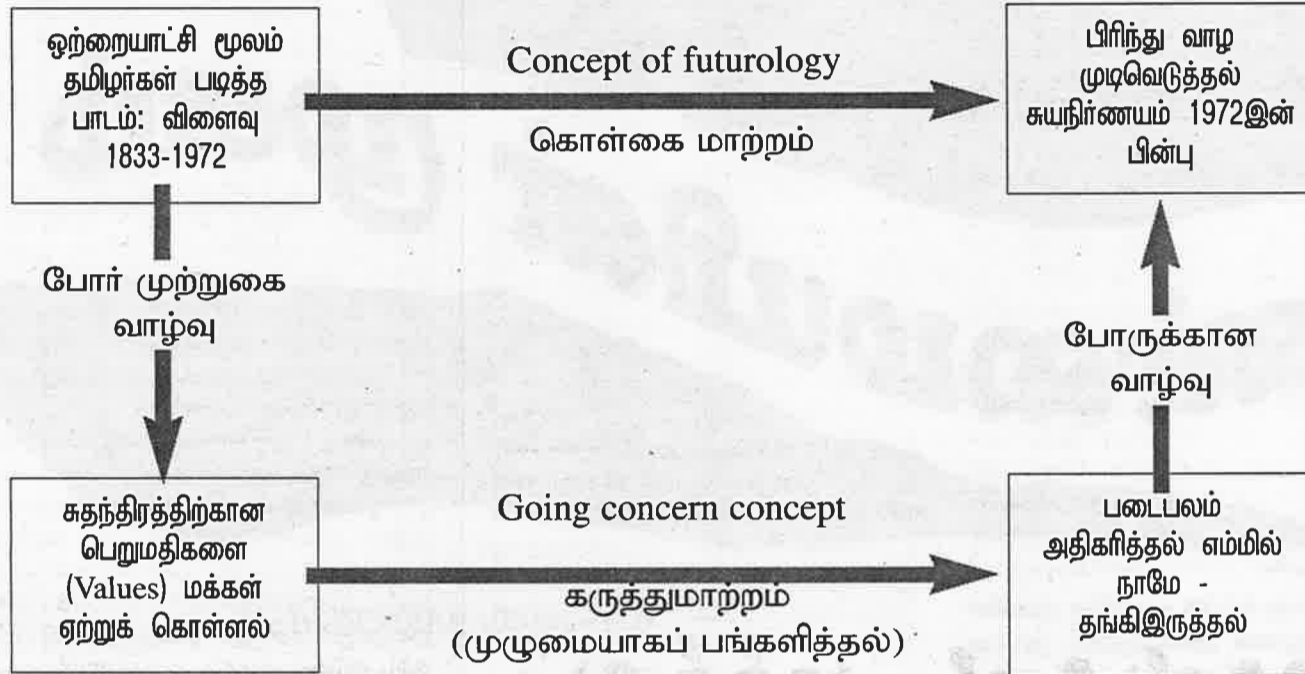 ஒற்றையாட்சி மூலம்
தமிழர்கள் படித்த
பாடம்: விளைவு
1833-1972
Concept of futurology
கொள்கை மாற்றம்
பிரிந்து வாழ
முடிவெடுத்தல்
சுயநிர்ணயம் 1972இன்
பின்பு
போர் முற்றுகை
வாழ்வு
போருக்கான
வாழ்வு
சுதந்திரத்திற்கான
பெறுமதிகளை
(Values) மக்கள்
ஏற்றுக் கொள்ளல்
Going concern concept
கருத்துமாற்றம்
(முழுமையாகப் பங்களித்தல்)
படையலம்
அதிகரித்தல் எம்மில்
நாமே -
தங்கிஇருத்தல்